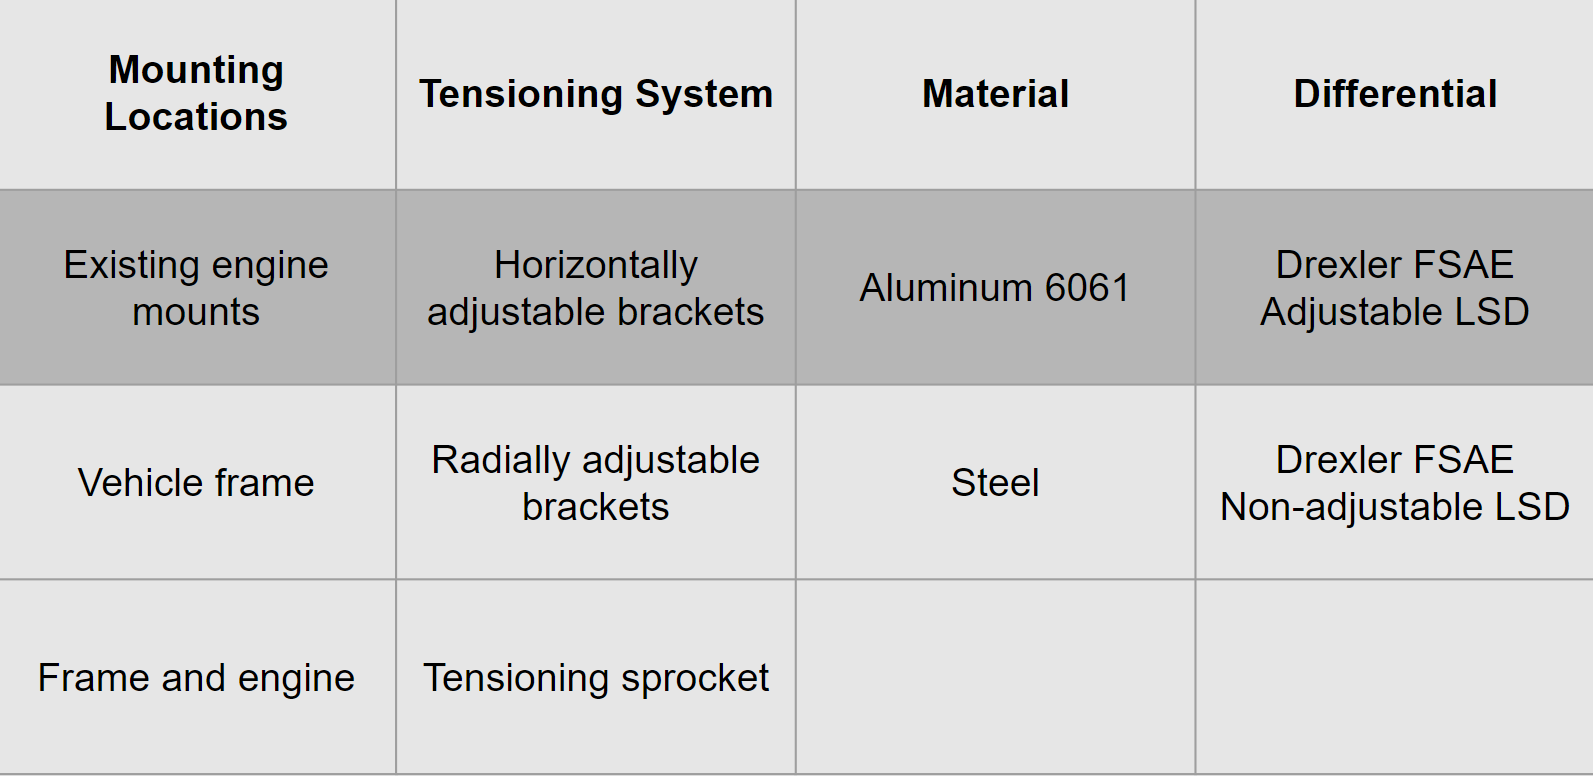 Mounting
Locations
Tensioning System
Material
Differential
Existing engine
mounts
Horizontally
adjustable brackets
Aluminum 6061
Drexler FSAE
Adjustable LSD
Vehicle frame
Radially adjustable
brackets
Steel
Drexler FSAE
Non-adjustable LSD
Frame and engine
Tensioning sprocket